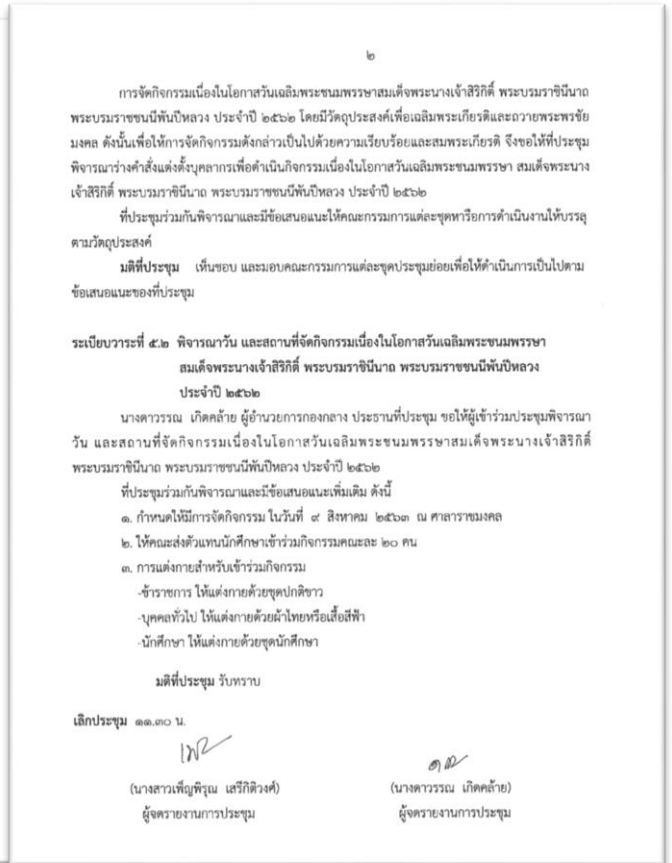 ๒
การจัดกิจกรรมเนื่องในโอกาสวันเฉลิมพระชนมพรรษาสมเด็จพระนางเจ้าสิริกิติ์ พระบรมราชินีนาถ
พระบรมราชชนนีพันปีหลวง ประจำปี ๒๕๖๒ โดยมีวัตถุประสงค์เพื่อเฉลิมพระเกียรติและถวายพระพรชัย
มงคล ดังนั้นเพื่อให้การจัดกิจกรรมดังกล่าวเป็นไปด้วยความเรียบร้อยและสมพระเกียรติ จึงขอให้ที่ประชุม
พิจารณาร่างคำสั่งแต่งตั้งบุคลากรเพื่อดำเนินกิจกรรมเนื่องในโอกาสวันเฉลิมพระชนมพรรษา สมเด็จพระนาง
เจ้าสิริกิติ์ พระบรมราชินีนาถ พระบรมราชชนนีพันปีหลวง ประจำปี ๒๕๖๒
ที่ประชุมร่วมกันพิจารณาและมีข้อเสนอแนะให้คณะกรรมการแต่ละชุดหารือการดำเนินงานให้บรรลุ
ตามวัตถุประสงค์
มติที่ประชุม เห็นชอบ และมอบคณะกรรมการแต่ละชุดประชุมย่อยเพื่อให้ดำเนินการเป็นไปตาม
ข้อเสนอแนะของที่ประชุม
ระเบียบวาระที่ ๕.๒ พิจารณาวัน และสถานที่จัดกิจกรรมเนื่องในโอกาสวันเฉลิมพระชนมพรรษา
สมเด็จพระนางเจ้าสิริกิติ์ พระบรมราชินีนาถ พระบรมราชชนนีพันปีหลวง
ประจำปี ๒๕๖๒
นางดาวรรณ เกิดคล้าย ผู้อำนวยการกองกลาง ประธานที่ประชุม ขอให้ผู้เข้าร่วมประชุมพิจารณา
วัน และสถานที่จัดกิจกรรมเนื่องในโอกาสวันเฉลิมพระชนมพรรษาสมเด็จพระนางเจ้าสิริกิติ์
พระบรมราชินีนาถ พระบรมราชชนนีพันปีหลวง ประจำปี ๒๕๖๒
ที่ประชุมร่วมกันพิจารณาและมีข้อเสนอแนะเพิ่มเติม ดังนี้
๑. กำหนดให้มีการจัดกิจกรรม ในวันที่ ๙ สิงหาคม ๒๕๖๓ ณ ศาลาราชมงคล
๒. ให้คณะส่งตัวแทนนักศึกษาเข้าร่วมกิจกรรมคณะละ ๒๐ คน
๓. การแต่งกายสำหรับเข้าร่วมกิจกรรม
-ข้าราชการ ให้แต่งกายด้วยชุดปกติขาว
-บุคคลทั่วไป ให้แต่งกายด้วยผ้าไทยหรือเสื้อสีฟ้า
-นักศึกษา ให้แต่งกายด้วยชุดนักศึกษา
มติที่ประชุม รับทราบ
เลิกประชุม ๑๑.๓๐ น.
(นางสาวเพ็ญพิรุณ เสรีกิติวงศ์) (นางดาวรรณ เกิดคล้าย)
ผู้จดรายงานการประชุม ผู้จดรายงานการประชุม